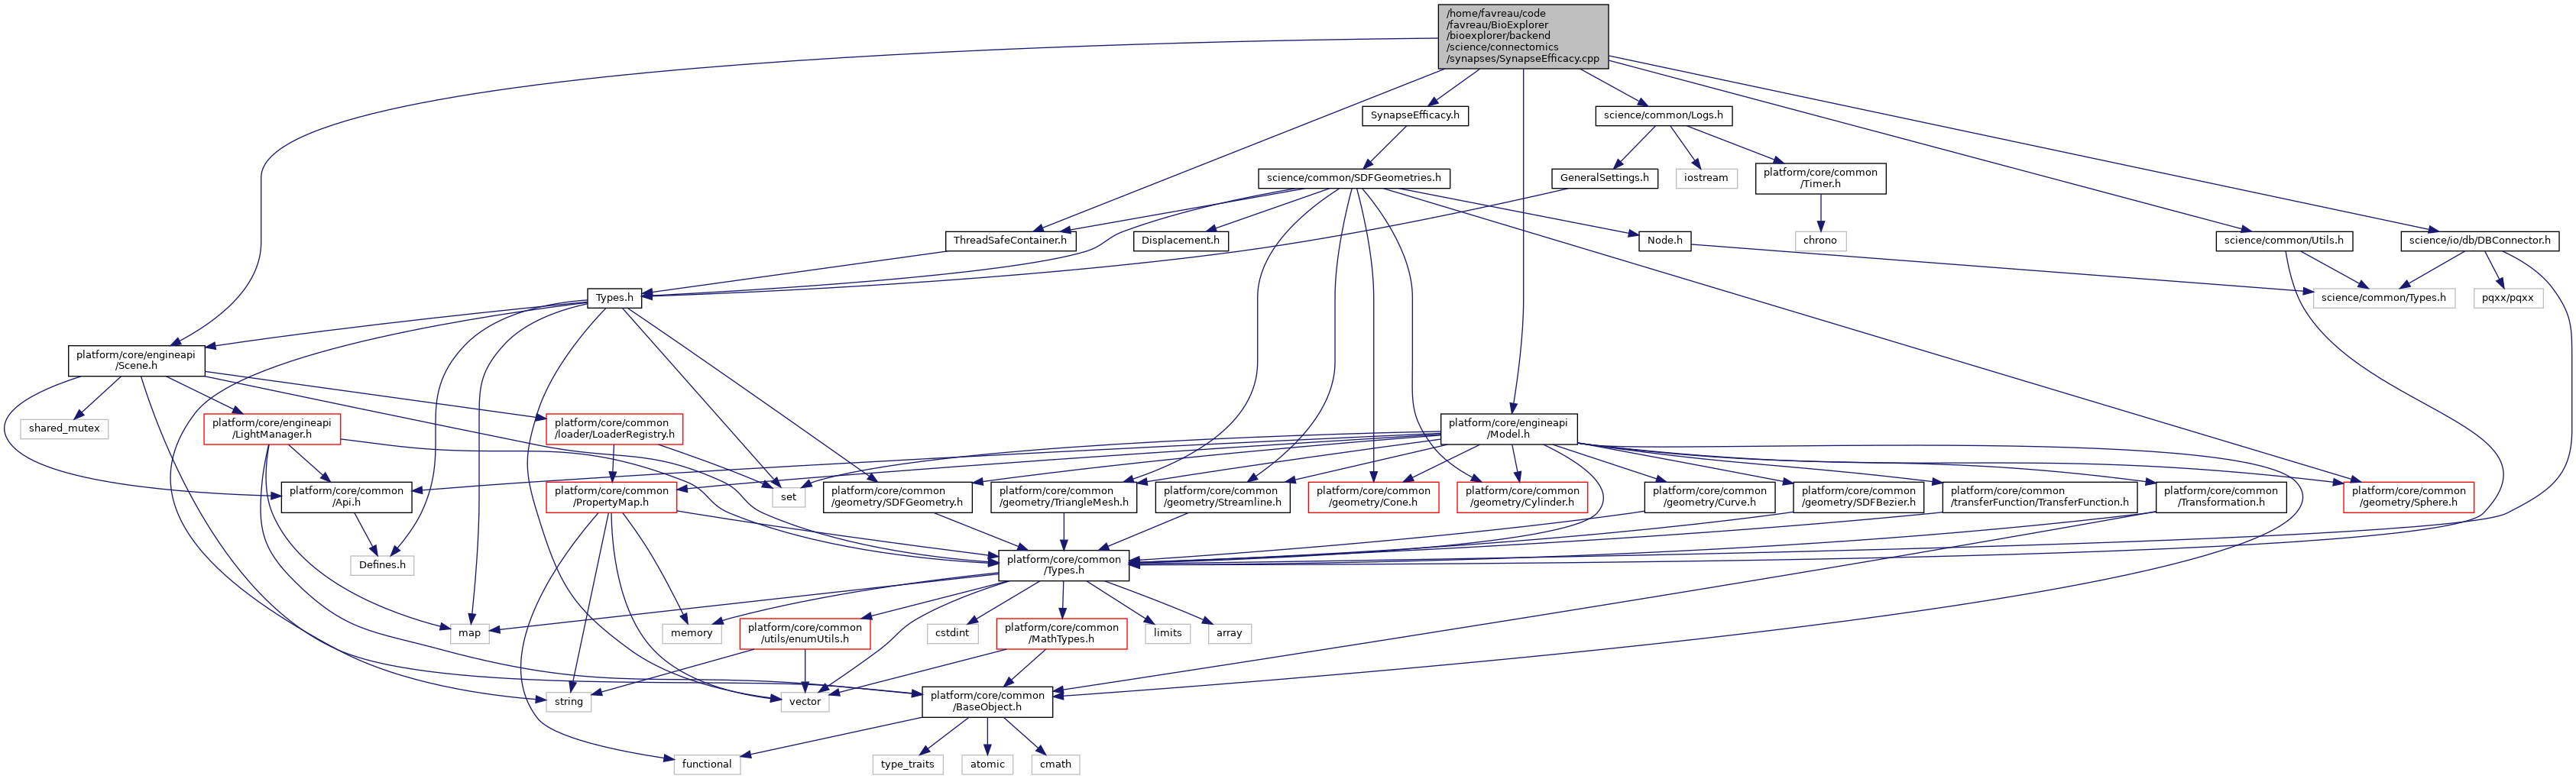 /home/favreau/code
/favreau/BioExplorer
/bioexplorer/backend
/science/connectomics
/synapses/SynapseEfficacy.cpp
SynapseEfficacy.h
science/common/Logs.h
science/common/SDFGeometries.h
GeneralSettings.h
iostream
platform/core/common
/Timer.h
ThreadSafeContainer.h
Displacement.h
Node.h
chrono
science/common/Utils.h
science/io/db/DBConnector.h
Types.h
science/common/Types.h
pqxx/pqxx
platform/core/engineapi
/Scene.h
shared_mutex
platform/core/engineapi
/LightManager.h
platform/core/common
/loader/LoaderRegistry.h
platform/core/engineapi
/Model.h
platform/core/common
/Api.h
platform/core/common
/PropertyMap.h
set
platform/core/common
/geometry/SDFGeometry.h
platform/core/common
/geometry/TriangleMesh.h
platform/core/common
/geometry/Streamline.h
platform/core/common
/geometry/Cone.h
platform/core/common
/geometry/Cylinder.h
platform/core/common
/geometry/Curve.h
platform/core/common
/geometry/SDFBezier.h
platform/core/common
/transferFunction/TransferFunction.h
platform/core/common
/Transformation.h
platform/core/common
/geometry/Sphere.h
Defines.h
platform/core/common
/Types.h
map
memory
platform/core/common
/utils/enumUtils.h
cstdint
platform/core/common
/MathTypes.h
limits
array
string
vector
platform/core/common
/BaseObject.h
functional
type_traits
atomic
cmath